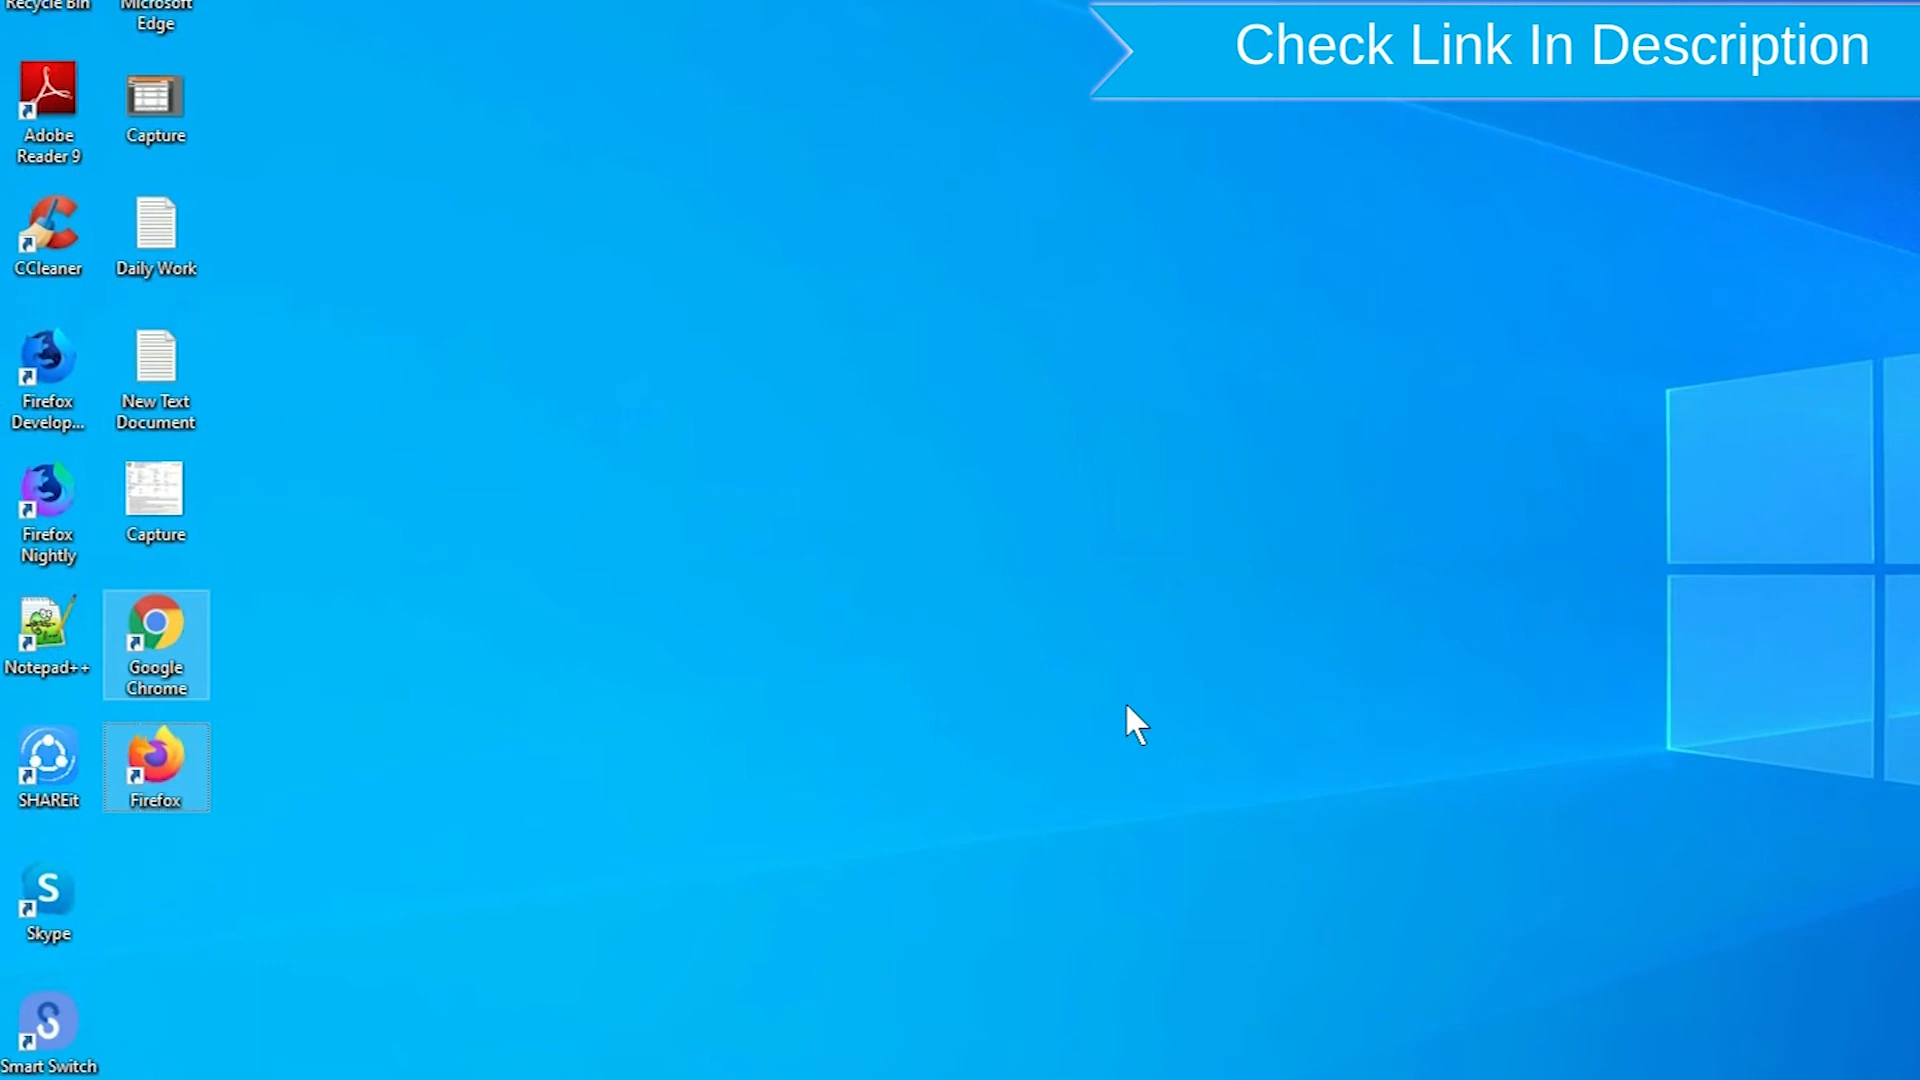 Recycle Bin
Microsoft
Edge
Check Link In Description
Adobe
Reader 9
Capture
CCleaner
Daily Work
Firefox
Develop...
New Text
Document
Firefox
Nightly
Capture
Notepad++
Google
Chrome
SHAREit
Firefox
Skype
Smart Switch